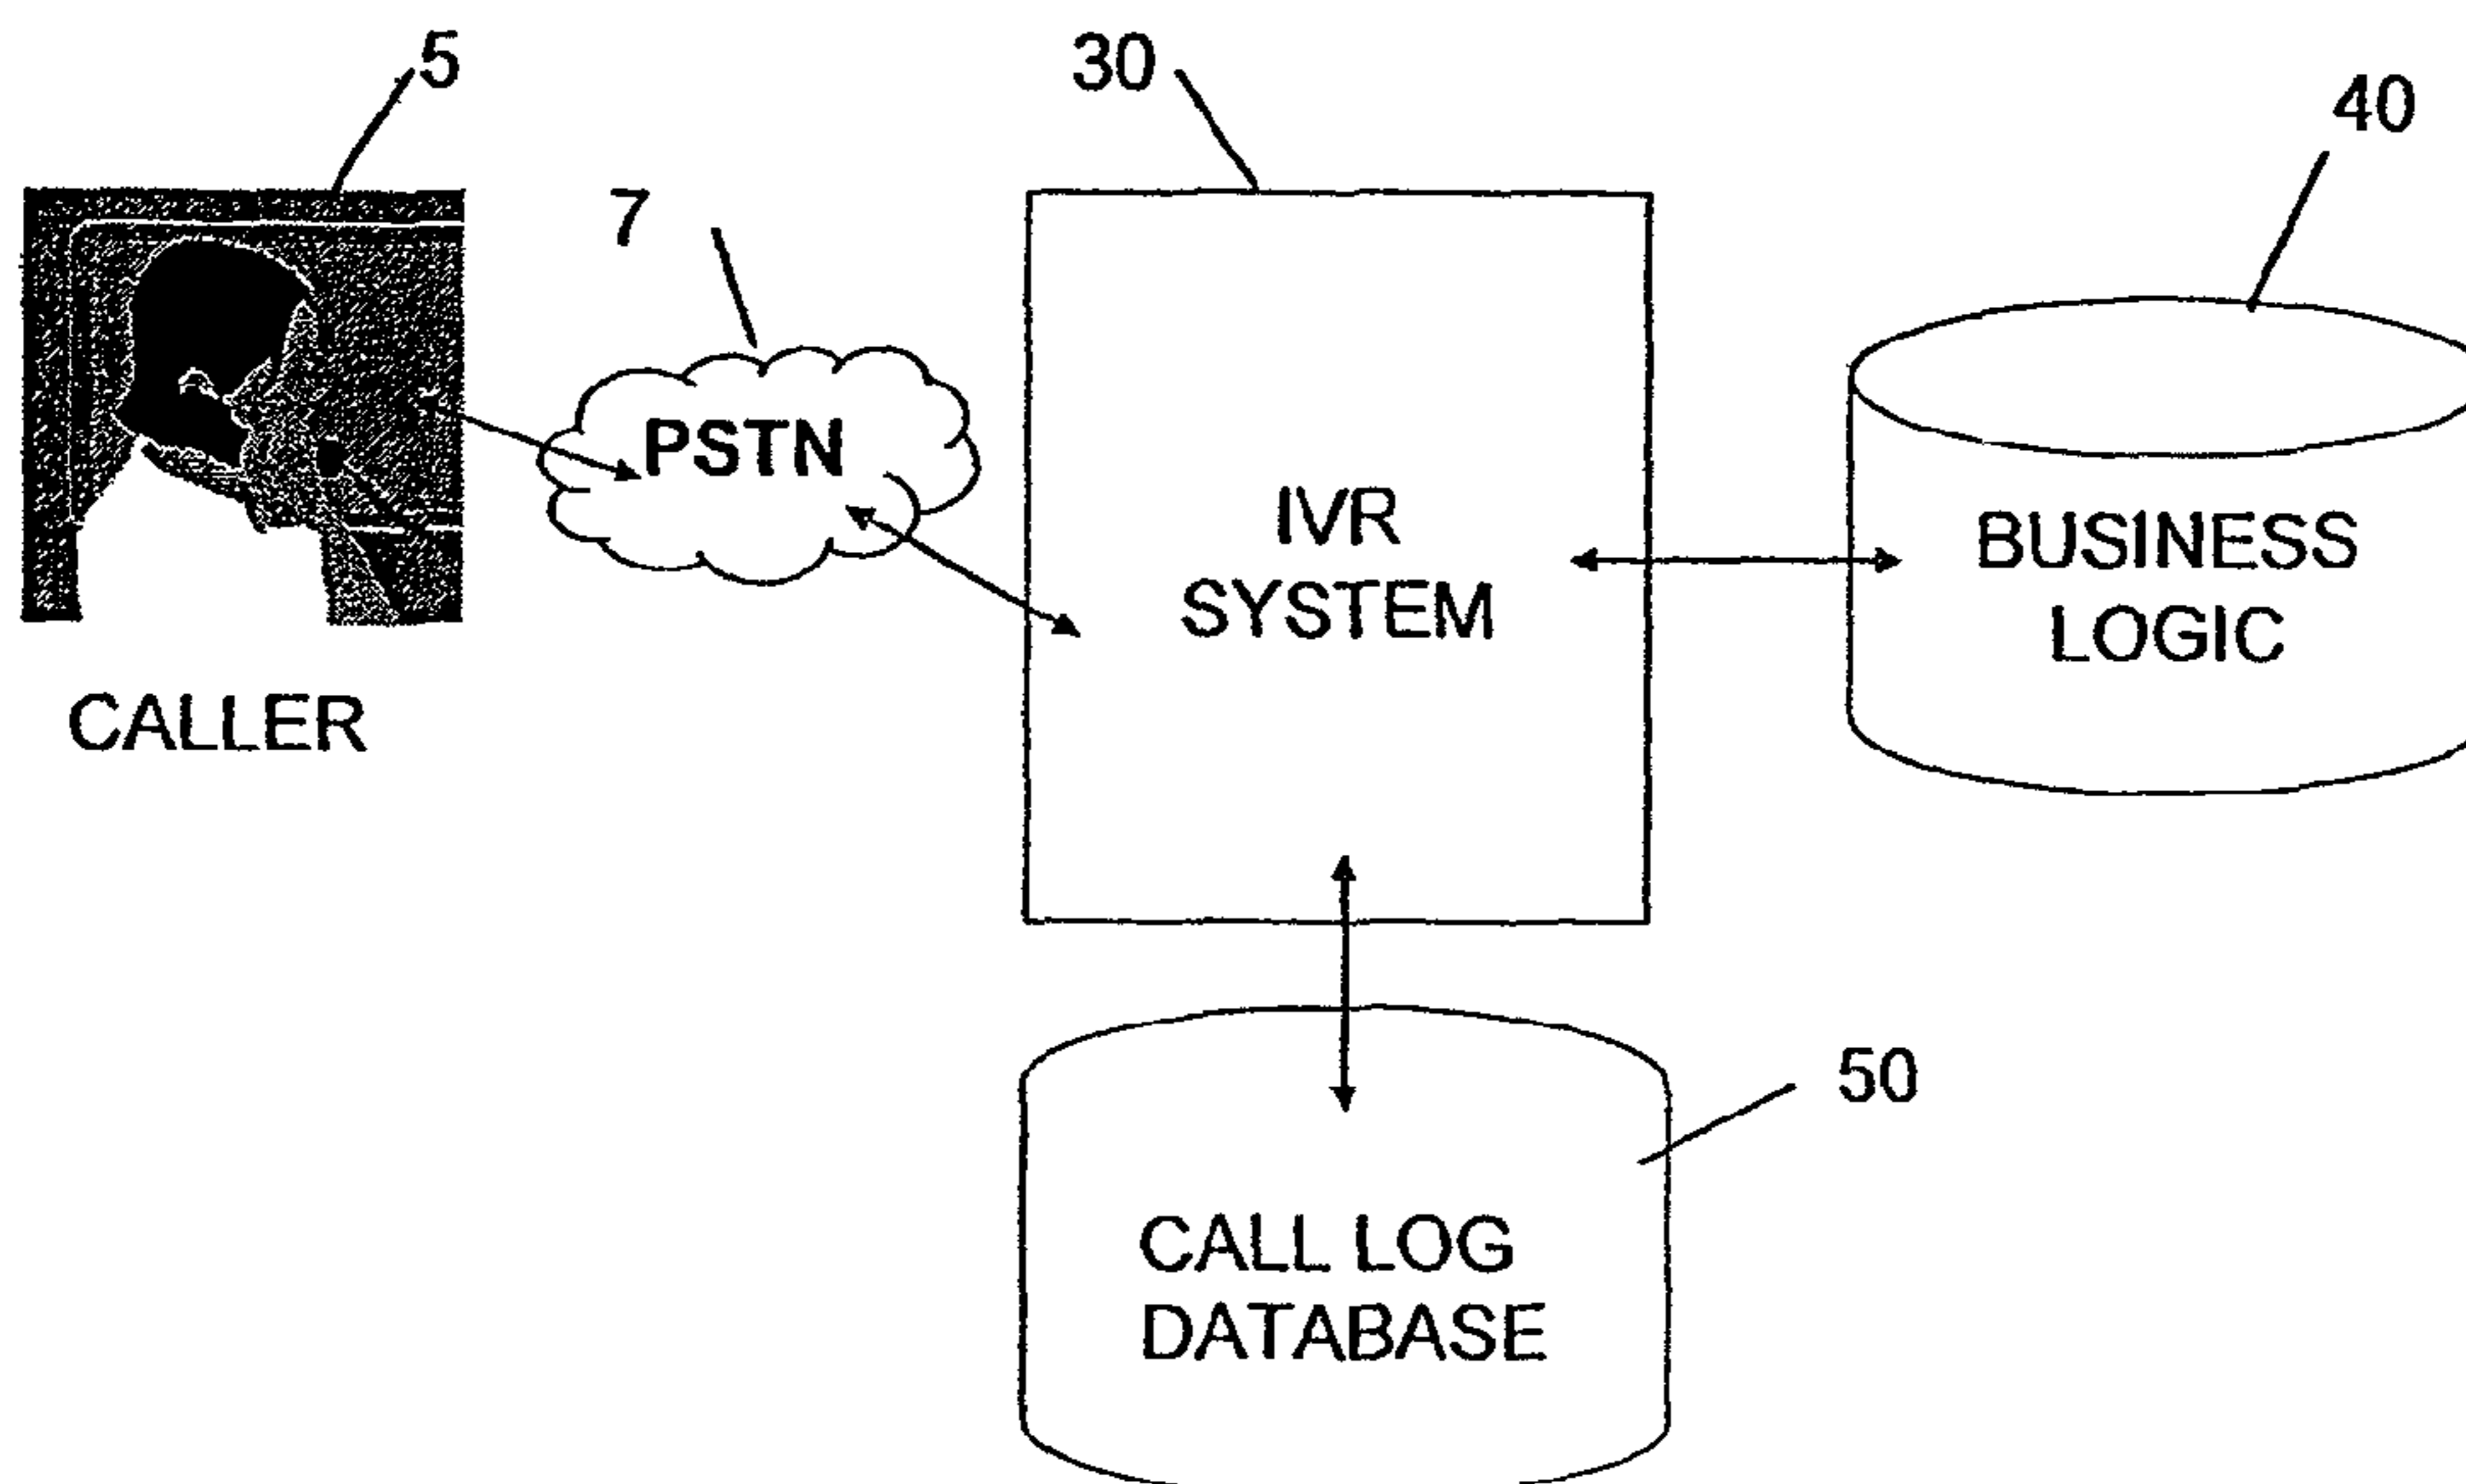 5
30
40
7
PSTN
IVR
SYSTEM
BUSINESS
LOGIC
CALLER
50
CALL LOG
DATABASE